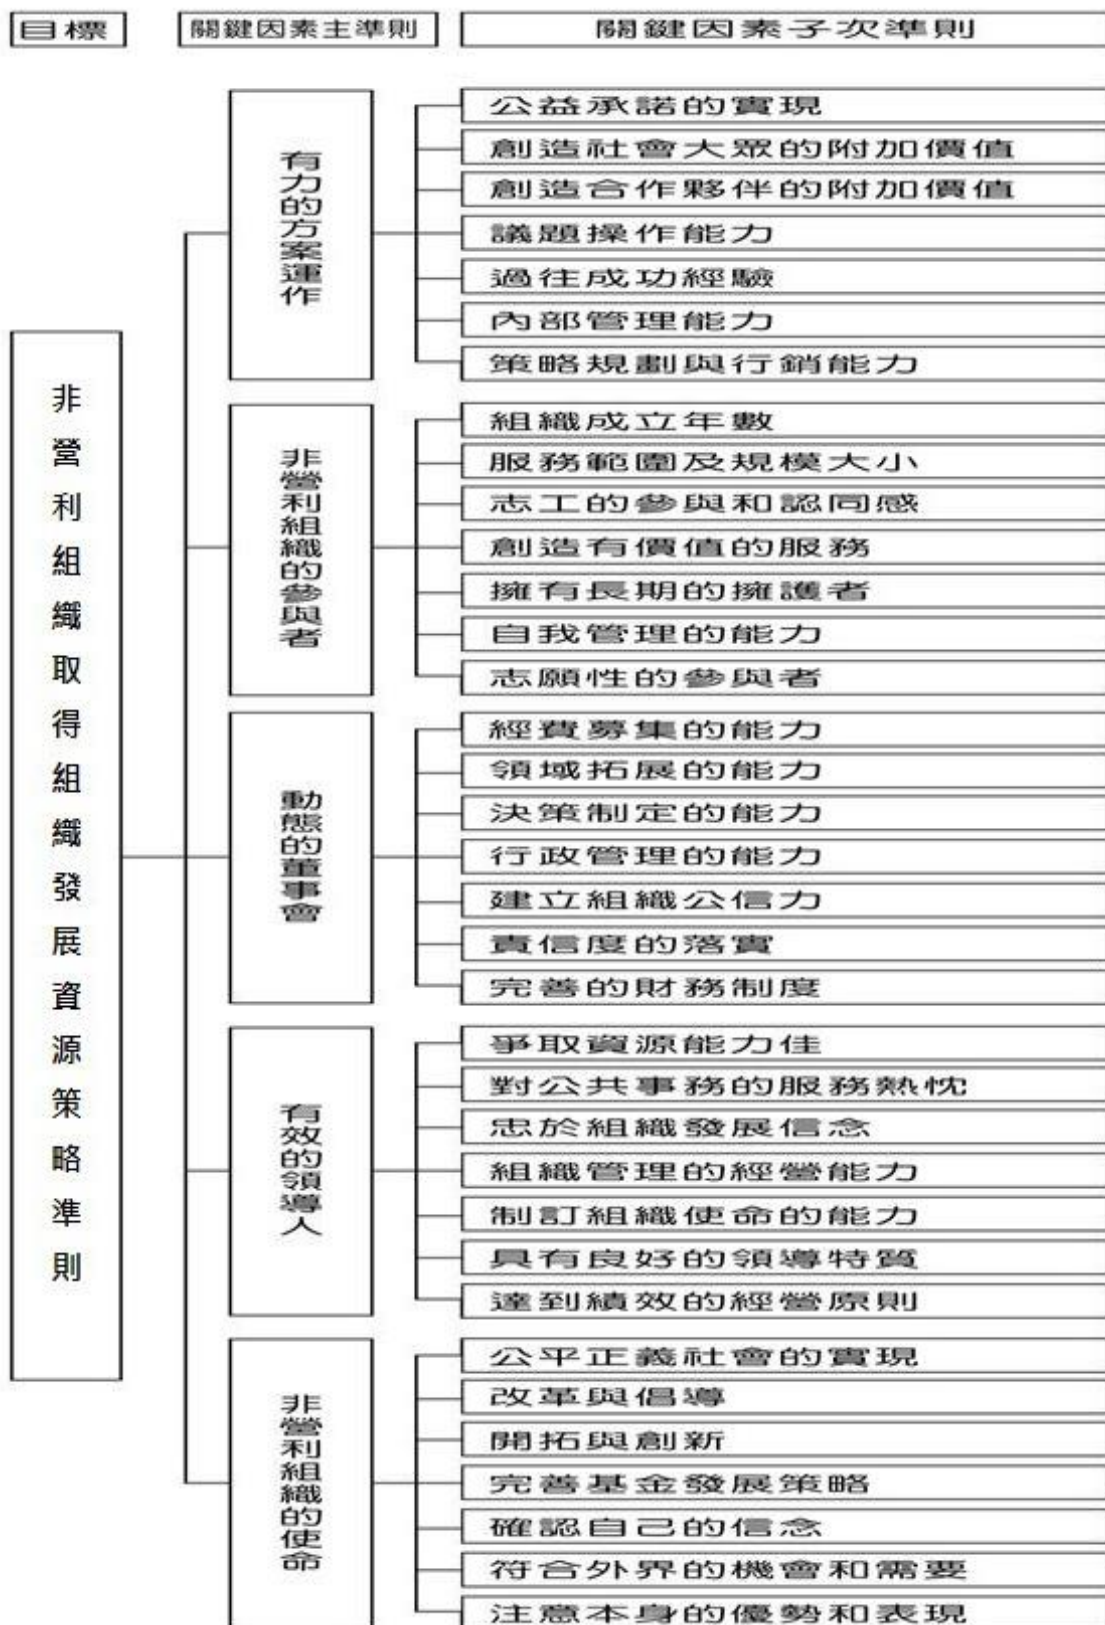 目標
關鍵因素主準則
關鍵因素子次準則
非營利組織取得組織發展資源策略準則
有力的方案運作
公益承諾的實現
創造社會大眾的附加價值
創造合作夥伴的附加價值
議題操作能力
過往成功經驗
內部管理能力
策略規劃與行銷能力
非營利組織的參與者
組織成立年數
服務範圍及規模大小
志工的參與和認同感
創造有價值的服務
擁有長期的擁護者
自我管理的能力
志願性的參與者
動態的董事會
經費募集的能力
領域拓展的能力
決策制定的能力
行政管理的能力
建立組織公信力
責信度的落實
完善的財務制度
有效的領導人
爭取資源能力佳
對公共事務的服務熱忱
忠於組織發展信念
組織管理的經營能力
制訂組織使命的能力
具有良好的領導特質
達到績效的經營原則
非營利組織的使命
公平正義社會的實現
改革與倡導
開拓與創新
完善基金發展策略
確認自己的信念
符合外界的機會和需要
注意本身的優勢和表現